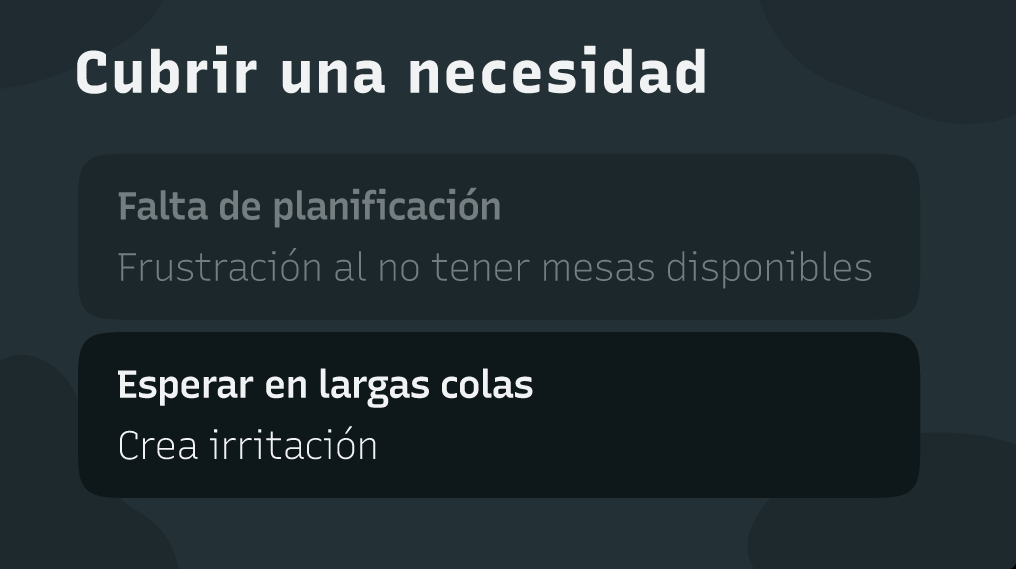 Cubrir una necesidad
Falta de planificación
Frustración al no tener mesas disponibles
Esperar en largas colas
Crea irritación